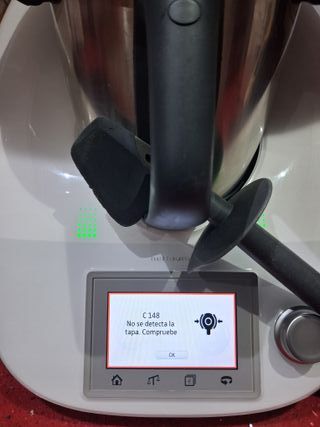 C 148
No se detecta la
tapa. Compruebe
OK